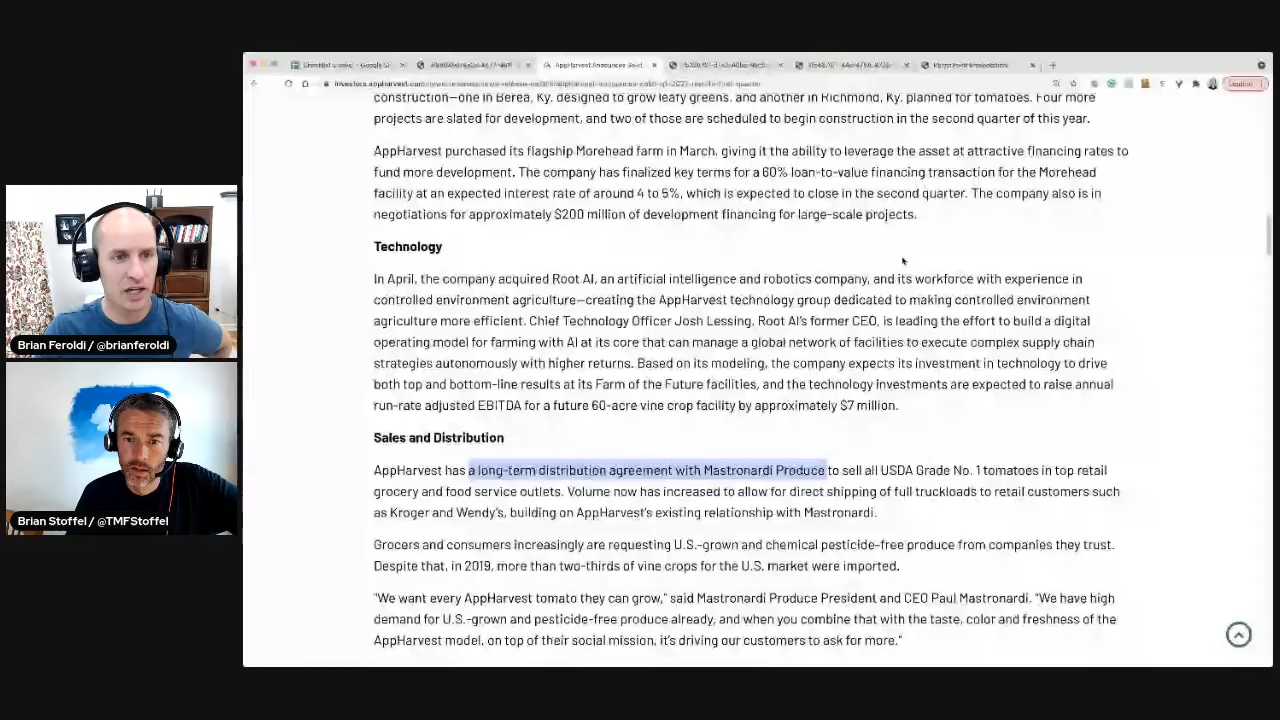 AppHarvest Announces Solid
investors.appharvest.com
construction—one in Berea, Ky. designed to grow leafy greens, and another in Richmond, Ky. planned for tomatoes. Four more
projects are slated for development, and two of those are scheduled to begin construction in the second quarter of this year.
AppHarvest purchased its flagship Morehead farm in March, giving it the ability to leverage the asset at attractive financing rates to
fund more development. The company has finalized key terms for a 60% loan-to-value financing transaction for the Morehead
facility at an expected interest rate of around 4 to 5%, which is expected to close in the second quarter. The company also is in
negotiations for approximately $200 million of development financing for large-scale projects.
Technology
In April, the company acquired Root AI, an artificial intelligence and robotics company, and its workforce with experience in
controlled environment agriculture—creating the AppHarvest technology group dedicated to making controlled environment
agriculture more efficient. Chief Technology Officer Josh Lessing, Root AI's former CEO, is leading the effort to build a digital
operating model for farming with AI at its core that can manage a global network of facilities to execute complex supply chain
strategies autonomously with higher returns. Based on its modeling, the company expects its investment in technology to drive
both top and bottom-line results at its Farm of the Future facilities, and the technology investments are expected to raise annual
run-rate adjusted EBITDA for a future 60-acre vine crop facility by approximately $7 million.
Sales and Distribution
AppHarvest has a long-term distribution agreement with Mastronardi Produce to sell all USDA Grade No. 1 tomatoes in top retail
grocery and food service outlets. Volume now has increased to allow for direct shipping of full truckloads to retail customers such
as Kroger and Wendy's, building on AppHarvest's existing relationship with Mastronardi.
Grocers and consumers increasingly are requesting U.S.-grown and chemical pesticide-free produce from companies they trust.
Despite that, in 2019, more than two-thirds of vine crops for the U.S. market were imported.
"We want every AppHarvest tomato they can grow," said Mastronardi Produce President and CEO Paul Mastronardi. "We have high
demand for U.S.-grown and pesticide-free produce already, and when you combine that with the taste, color and freshness of the
AppHarvest model, on top of their social mission, it's driving our customers to ask for more."
Brian Feroldi / @brianferoldi
Brian Stoffel / @TMFStoffel